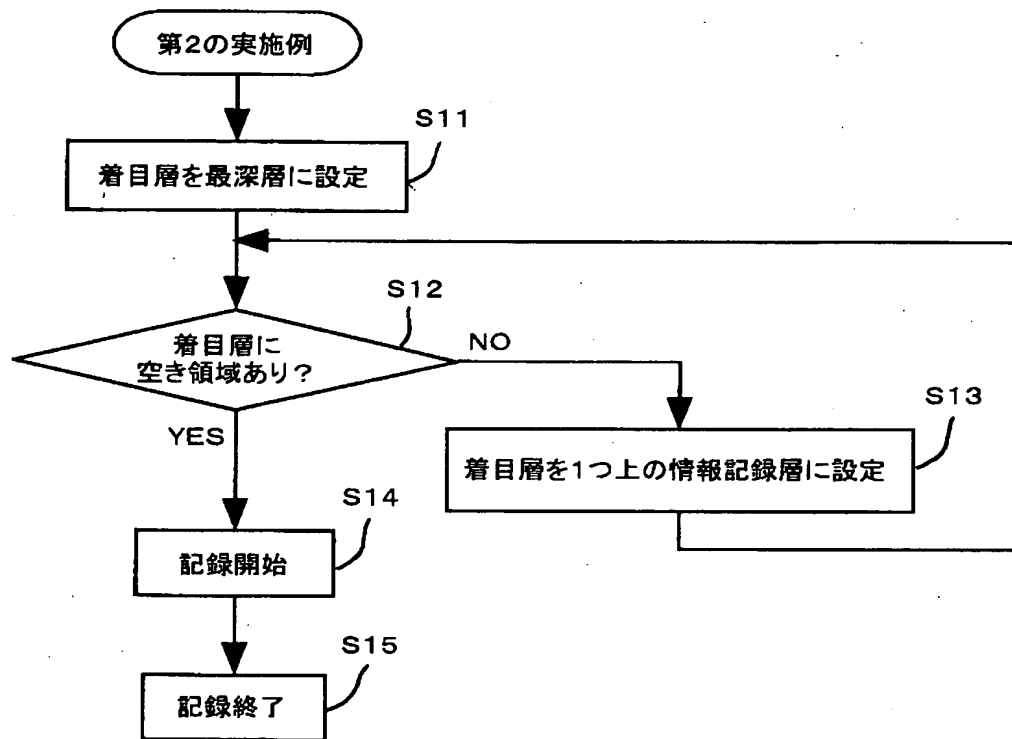 第2の実施例
S11
着目層を最深層に設定
S12
着目層に
空き領域あり?
NO
YES
S13
着目層を1つ上の情報記録層に設定
S14
記録開始
S15
記録終了